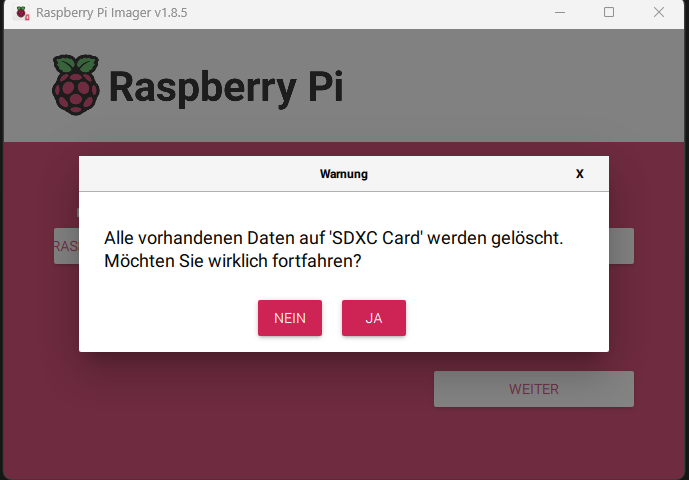 Raspberry Pi Imager v1.8.5
Raspberry Pi
Warnung
X
Alle vorhandenen Daten auf 'SDXC Card' werden gelöscht.
Möchten Sie wirklich fortfahren?
NEIN
JA
WEITER